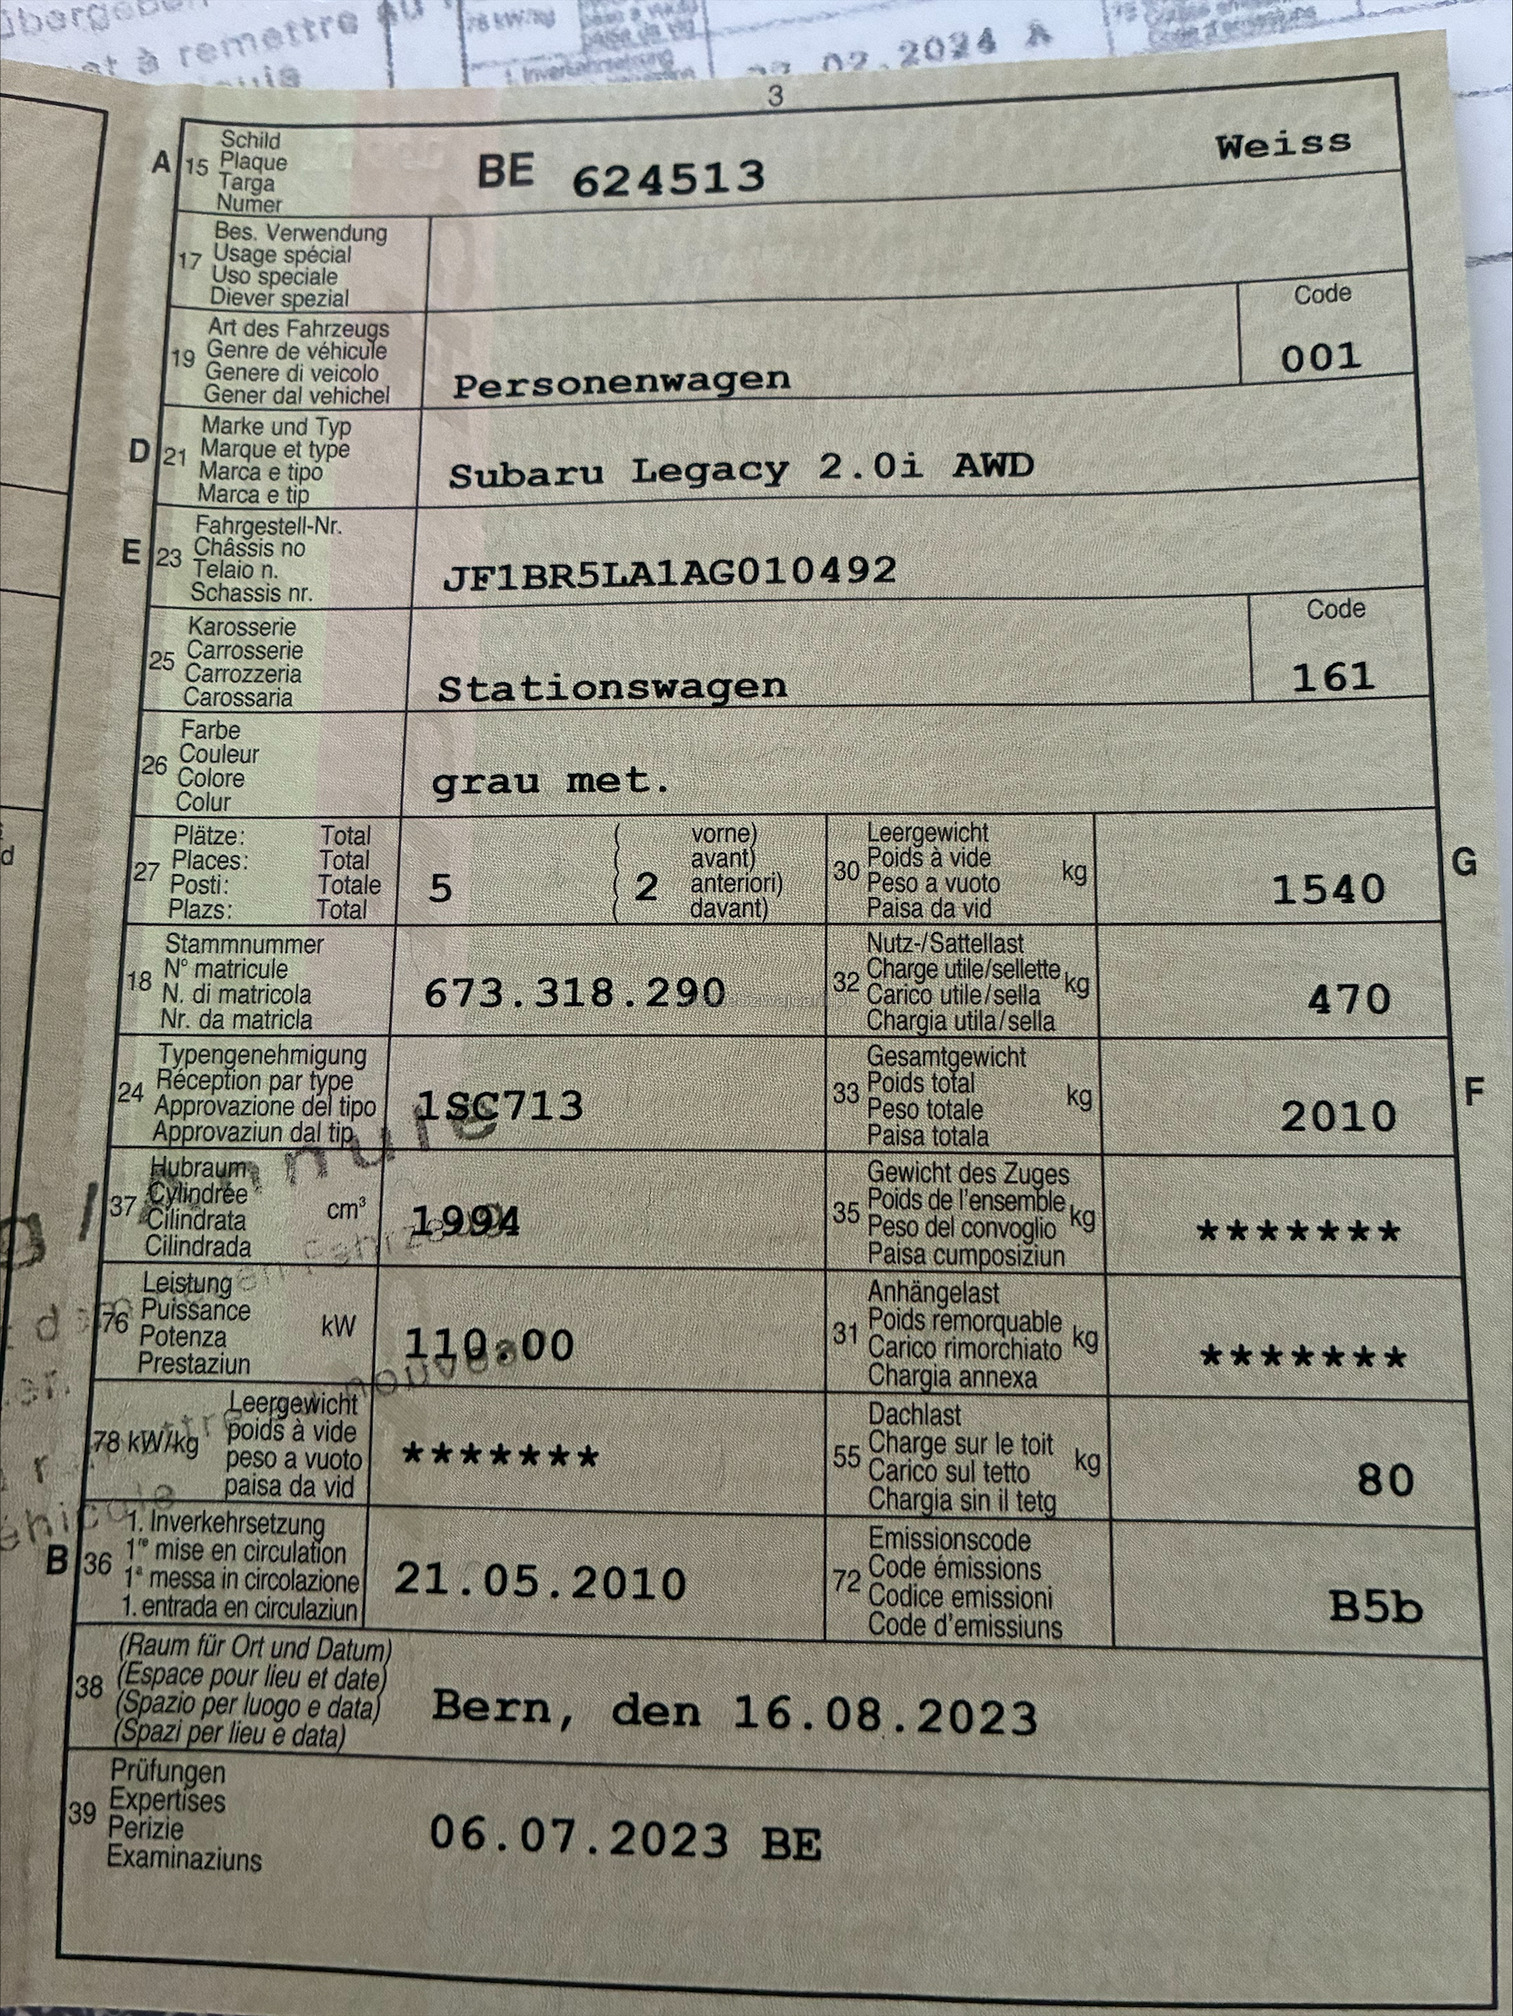 übergeben
et à remettre au
78 kW/kg
1. Inverkehrsetzung
02.2024 A
3
A 15 Schild
Plaque
Targa
Numer
BE 624513 Weiss
17 Bes. Verwendung
Usage spécial
Uso speciale
Diever spezial
19 Art des Fahrzeugs
Genre de véhicule
Genere di veicolo
Gener dal vehichel
Personenwagen
Code
001
D 21 Marke und Typ
Marque et type
Marca e tipo
Marca e tip
Subaru Legacy 2.0i AWD
E 23 Fahrgestell-Nr.
Châssis no
Telaio n.
Schassis nr.
JF1BR5LA1AG010492
25 Karosserie
Carrosserie
Carrozzeria
Carossaria
Stationswagen
Code
161
26 Farbe
Couleur
Colore
Colur
grau met.
27 Plätze: Total
Places: Total
Posti: Totale
Plazs: Total
5
( vorne)
( avant)
( 2 anteriori)
( davant)
30 Leergewicht
Poids à vide kg
Peso a vuoto
Paisa da vid
1540
G
18 Stammnummer
N° matricule
N. di matricola
Nr. da matricla
673.318.290
32 Nutz-/Sattellast
Charge utile/sellette kg
Carico utile/sella
Chargia utila/sella
470
24 Typengenehmigung
Réception par type
Approvazione del tipo
Approvaziun dal tip
1SC713
33 Gesamtgewicht
Poids total kg
Peso totale
Paisa totala
2010
F
37 Hubraum
Cylindrée cm³
Cilindrata
Cilindrada
1994
35 Gewicht des Zuges
Poids de l'ensemble kg
Peso del convoglio
Paisa cumposiziun
*******
76 Leistung
Puissance kW
Potenza
Prestaziun
110.00
31 Anhängelast
Poids remorquable kg
Carico rimorchiato
Chargia annexa
*******
78 kW/kg Leergewicht
poids à vide
peso a vuoto
paisa da vid
*******
55 Dachlast
Charge sur le toit kg
Carico sul tetto
Chargia sin il tetg
80
B 36 1. Inverkehrsetzung
1re mise en circulation
1a messa in circolazione
1. entrada en circulaziun
21.05.2010
72 Emissionscode
Code émissions
Codice emissioni
Code d'emissiuns
B5b
38 (Raum für Ort und Datum)
(Espace pour lieu et date)
(Spazio per luogo e data)
(Spazi per lieu e data)
Bern, den 16.08.2023
39 Prüfungen
Expertises
Perizie
Examinaziuns
06.07.2023 BE